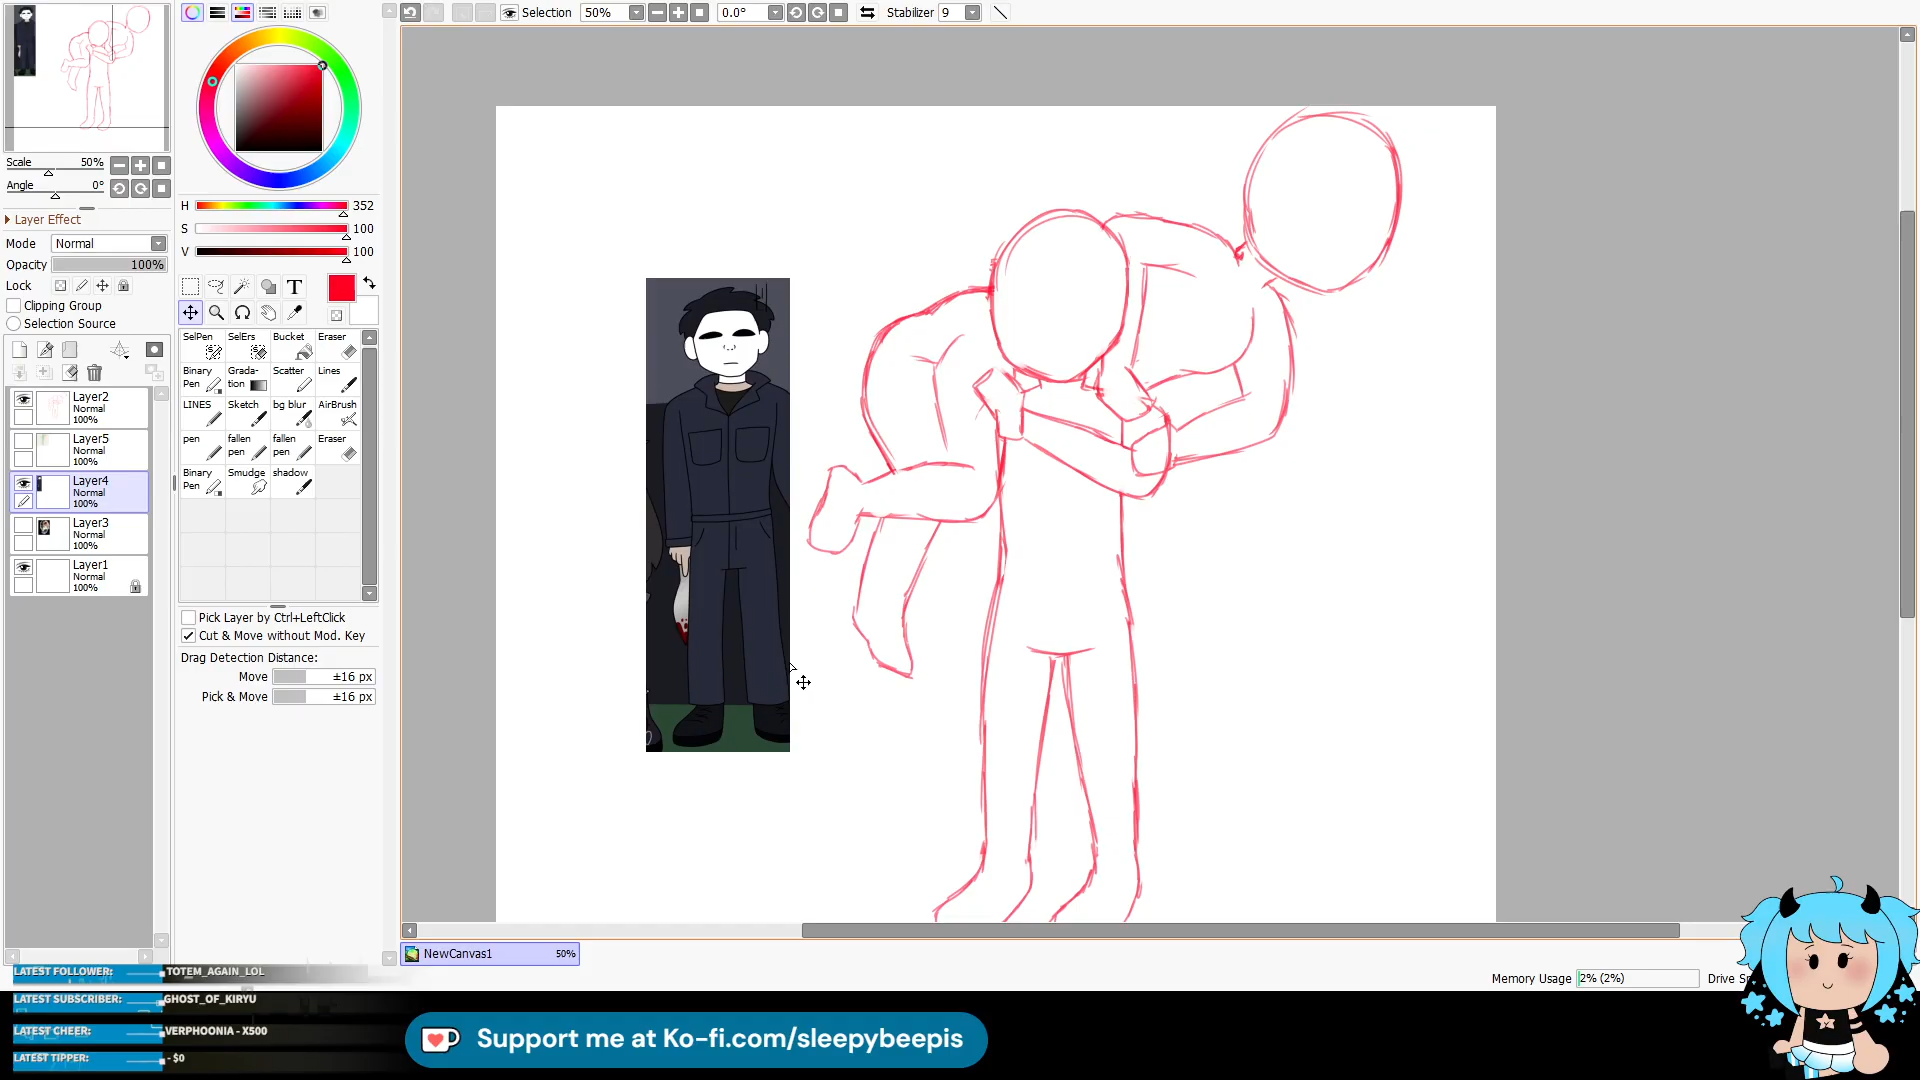 Selection 50% 0.0° Stabilizer 9
Scale 50%
Angle 0°
Layer Effect
Mode Normal
Opacity 100%
Lock
Clipping Group
Selection Source
Layer2
Normal
100%
Layer5
Normal
100%
Layer4
Normal
100%
Layer3
Normal
100%
Layer1
Normal
100%
H 352
S 100
V 100
T
SelPen SelErs Bucket Eraser
Binary Pen Grada-tion Scatter Lines
LINES Sketch bg blur AirBrush
pen fallen pen fallen pen Eraser
Binary Pen Smudge shadow
Pick Layer by Ctrl+LeftClick
Cut & Move without Mod. Key
Drag Detection Distance:
Move ±16 px
Pick & Move ±16 px
NewCanvas1 50%
Memory Usage 2% (2%)
LATEST FOLLOWER: TOTEM_AGAIN_LOL
LATEST SUBSCRIBER: GHOST_OF_KIRYU
LATEST CHEER: VERPHOONIA - X500
LATEST TIPPER: - $0
Support me at Ko-fi.com/sleepybeepis